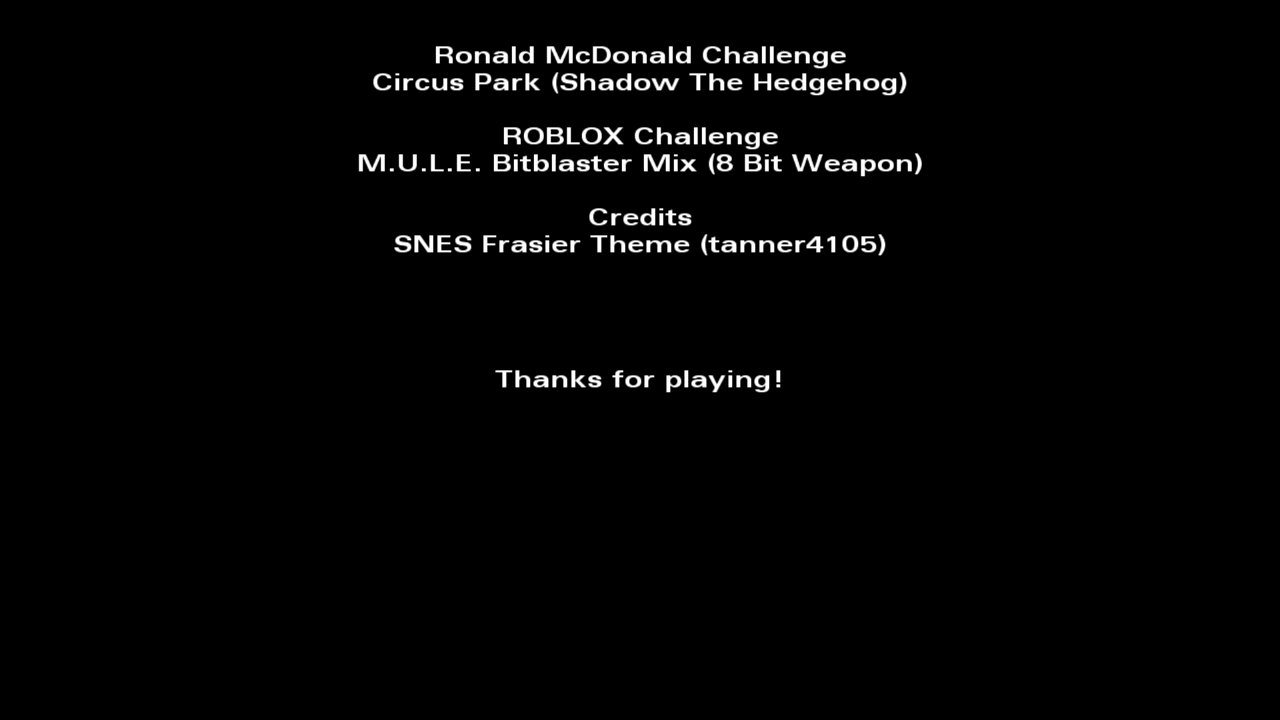 Ronald McDonald Challenge
Circus Park (Shadow The Hedgehog)
ROBLOX Challenge
M.U.L.E. Bitblaster Mix (8 Bit Weapon)
Credits
SNES Frasier Theme (tanner4105)
Thanks for playing!